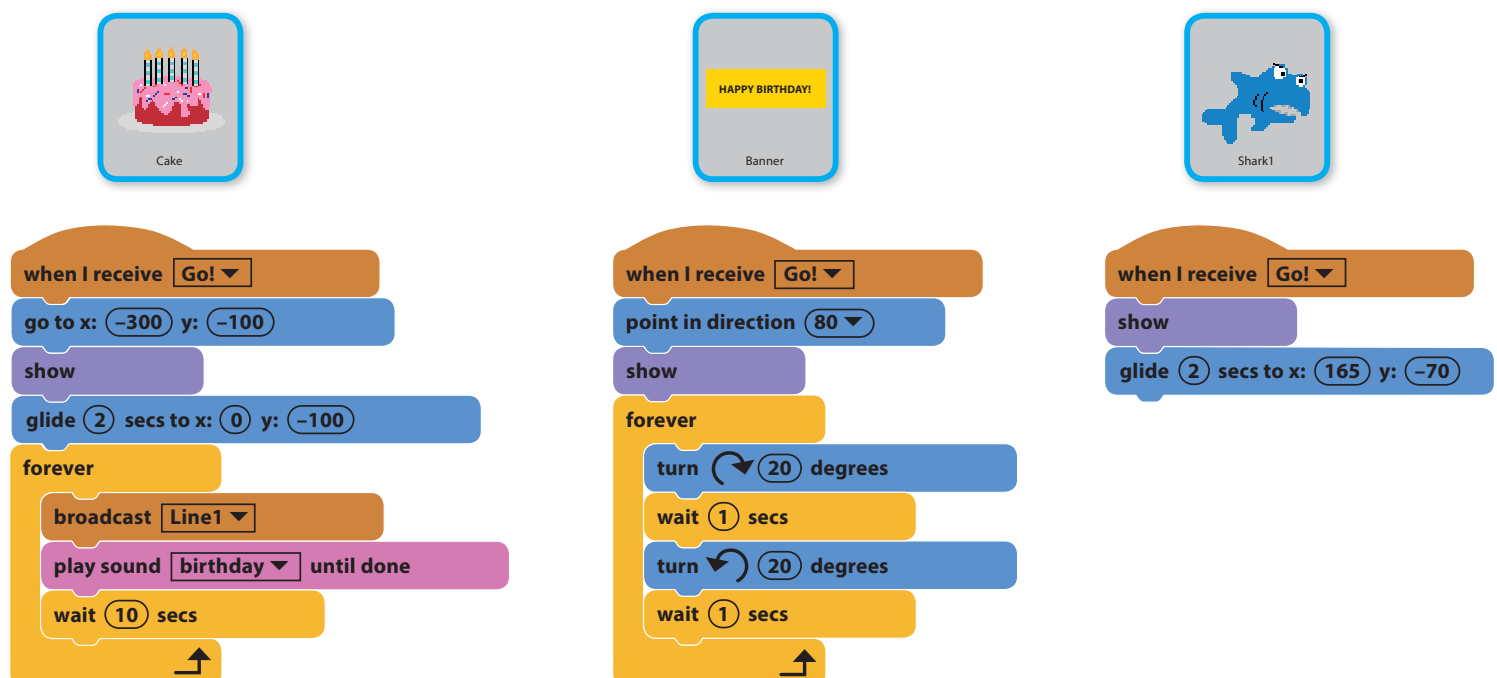 Cake
when I receive Go!
go to x: –300 y: –100
show
glide 2 secs to x: 0 y: –100
forever
broadcast Line1
play sound birthday until done
wait 10 secs
HAPPY BIRTHDAY!
Banner
when I receive Go!
point in direction 80
show
forever
turn 20 degrees
wait 1 secs
turn 20 degrees
wait 1 secs
Shark1
when I receive Go!
show
glide 2 secs to x: 165 y: –70